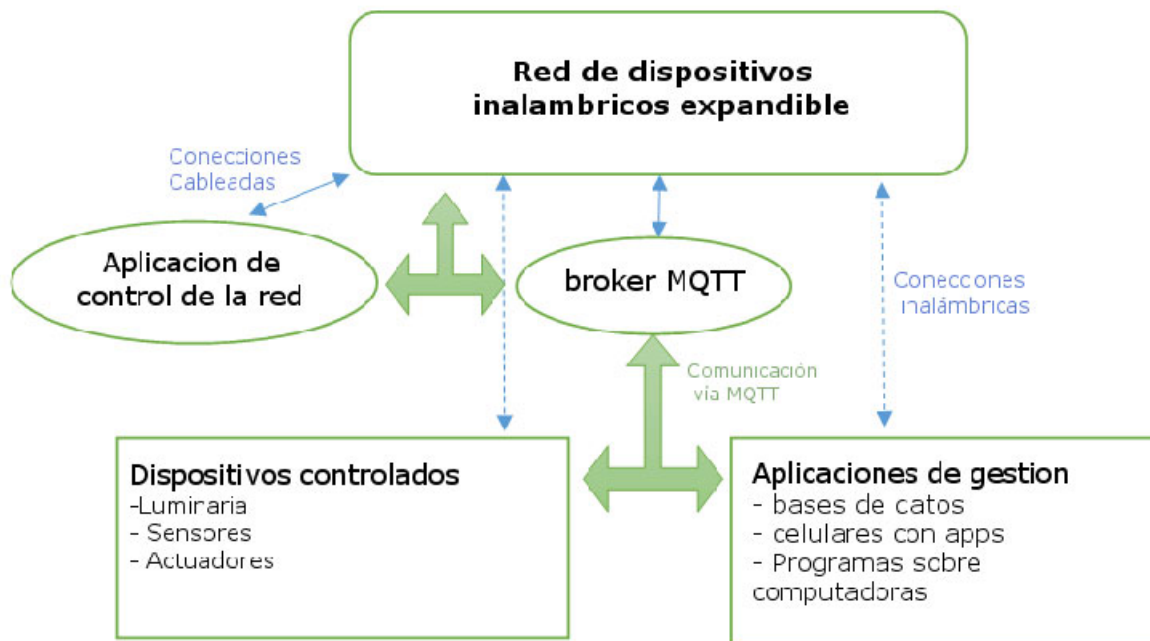 Red de dispositivos
inalambricos expandible
Conecciones
Cableadas
Aplicacion de
control de la red
broker MQTT
Conecciones
inalámbricas
Comunicación
vía MQTT
Dispositivos controlados
-Luminaria
- Sensores
- Actuadores
Aplicaciones de gestion
- bases de catos
- celulares con apps
- Programas sobre
computadoras